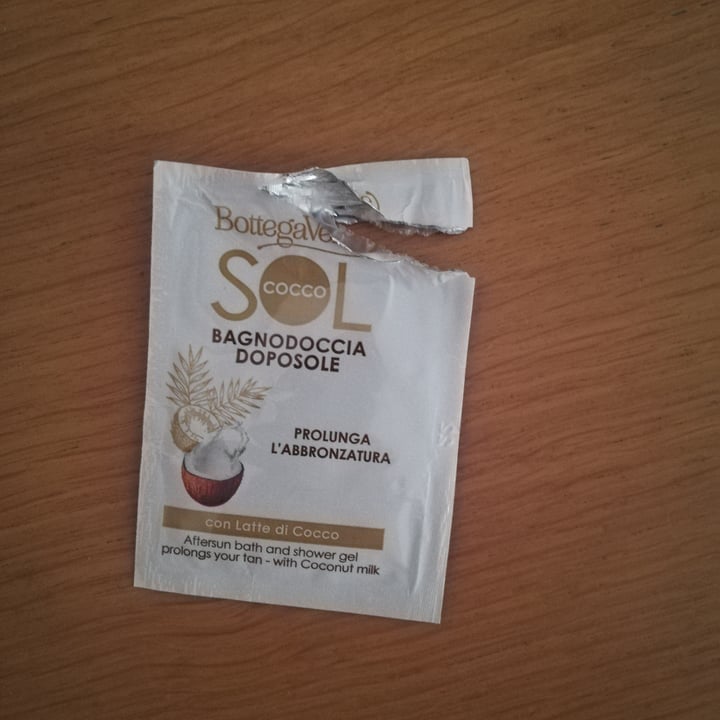 SOL
COCCO
BAGNODOCCIA
DOPOSOLE
PROLUNGA
L'ABBRONZATURA
con Latte di Cocco
Aftersun bath and shower gel
prolongs your tan - with Coconut milk